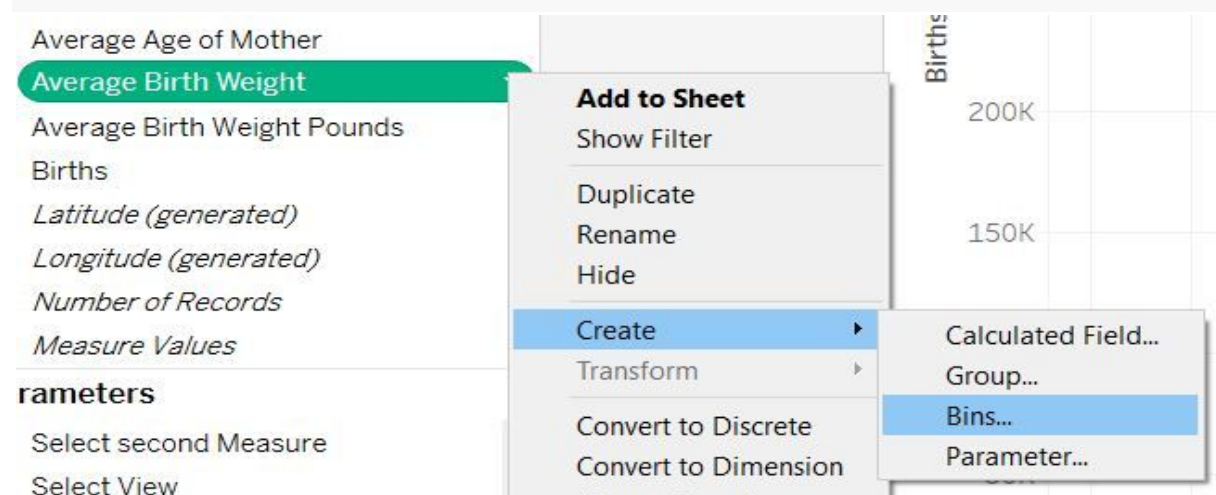 Average Age of Mother
Average Birth Weight
Average Birth Weight Pounds
Births
Latitude (generated)
Longitude (generated)
Number of Records
Measure Values
rameters
Select second Measure
Select View
Add to Sheet
Show Filter
Duplicate
Rename
Hide
Create
Transform
Convert to Discrete
Convert to Dimension
Calculated Field...
Group...
Bins...
Parameter...
Births
200K
150K